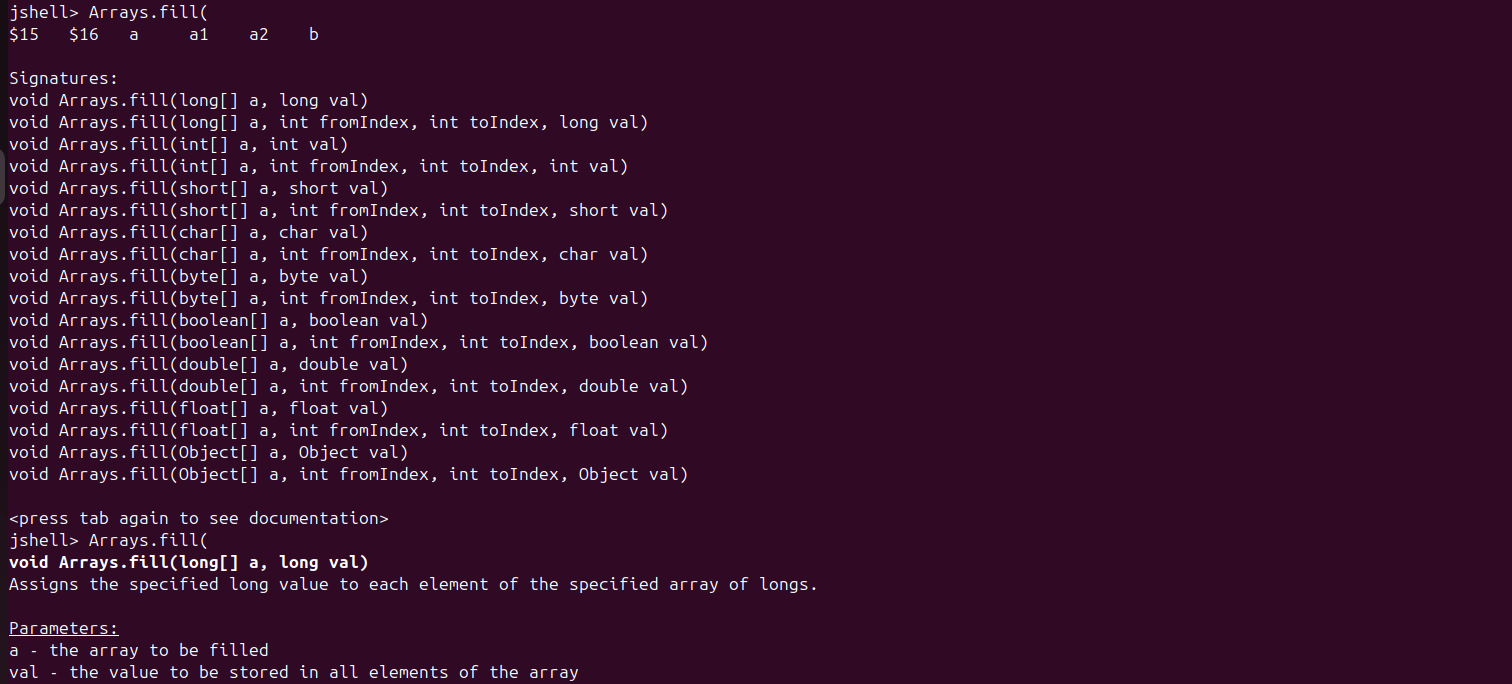 jshell> Arrays.fill(
$15   $16   a     a1    a2    b

Signatures:
void Arrays.fill(long[] a, long val)
void Arrays.fill(long[] a, int fromIndex, int toIndex, long val)
void Arrays.fill(int[] a, int val)
void Arrays.fill(int[] a, int fromIndex, int toIndex, int val)
void Arrays.fill(short[] a, short val)
void Arrays.fill(short[] a, int fromIndex, int toIndex, short val)
void Arrays.fill(char[] a, char val)
void Arrays.fill(char[] a, int fromIndex, int toIndex, char val)
void Arrays.fill(byte[] a, byte val)
void Arrays.fill(byte[] a, int fromIndex, int toIndex, byte val)
void Arrays.fill(boolean[] a, boolean val)
void Arrays.fill(boolean[] a, int fromIndex, int toIndex, boolean val)
void Arrays.fill(double[] a, double val)
void Arrays.fill(double[] a, int fromIndex, int toIndex, double val)
void Arrays.fill(float[] a, float val)
void Arrays.fill(float[] a, int fromIndex, int toIndex, float val)
void Arrays.fill(Object[] a, Object val)
void Arrays.fill(Object[] a, int fromIndex, int toIndex, Object val)

<press tab again to see documentation>
jshell> Arrays.fill(
void Arrays.fill(long[] a, long val)
Assigns the specified long value to each element of the specified array of longs.

Parameters:
a - the array to be filled
val - the value to be stored in all elements of the array